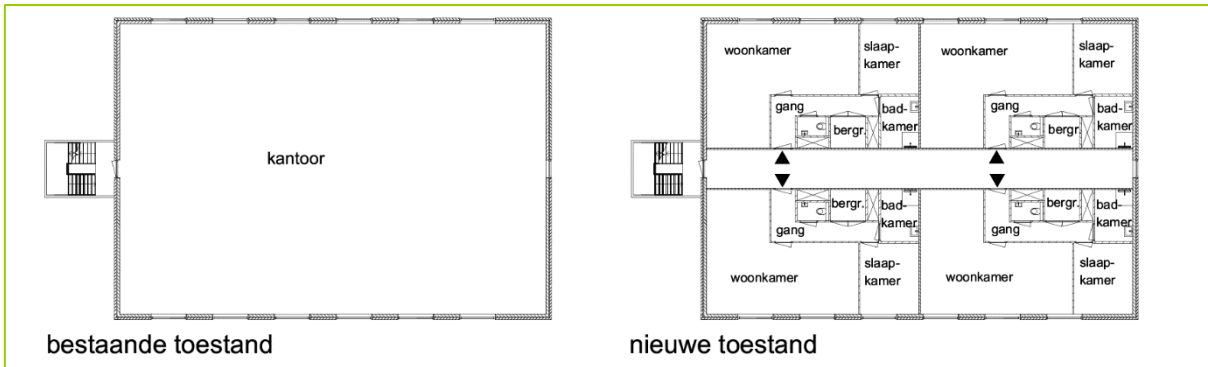 kantoor
bestaande toestand
woonkamer
slaap-
kamer
woonkamer
slaap-
kamer
gang
bad-
kamer
bergr.
gang
bad-
kamer
bergr.
bergr.
bad-
kamer
gang
bergr.
bad-
kamer
gang
woonkamer
slaap-
kamer
woonkamer
slaap-
kamer
nieuwe toestand